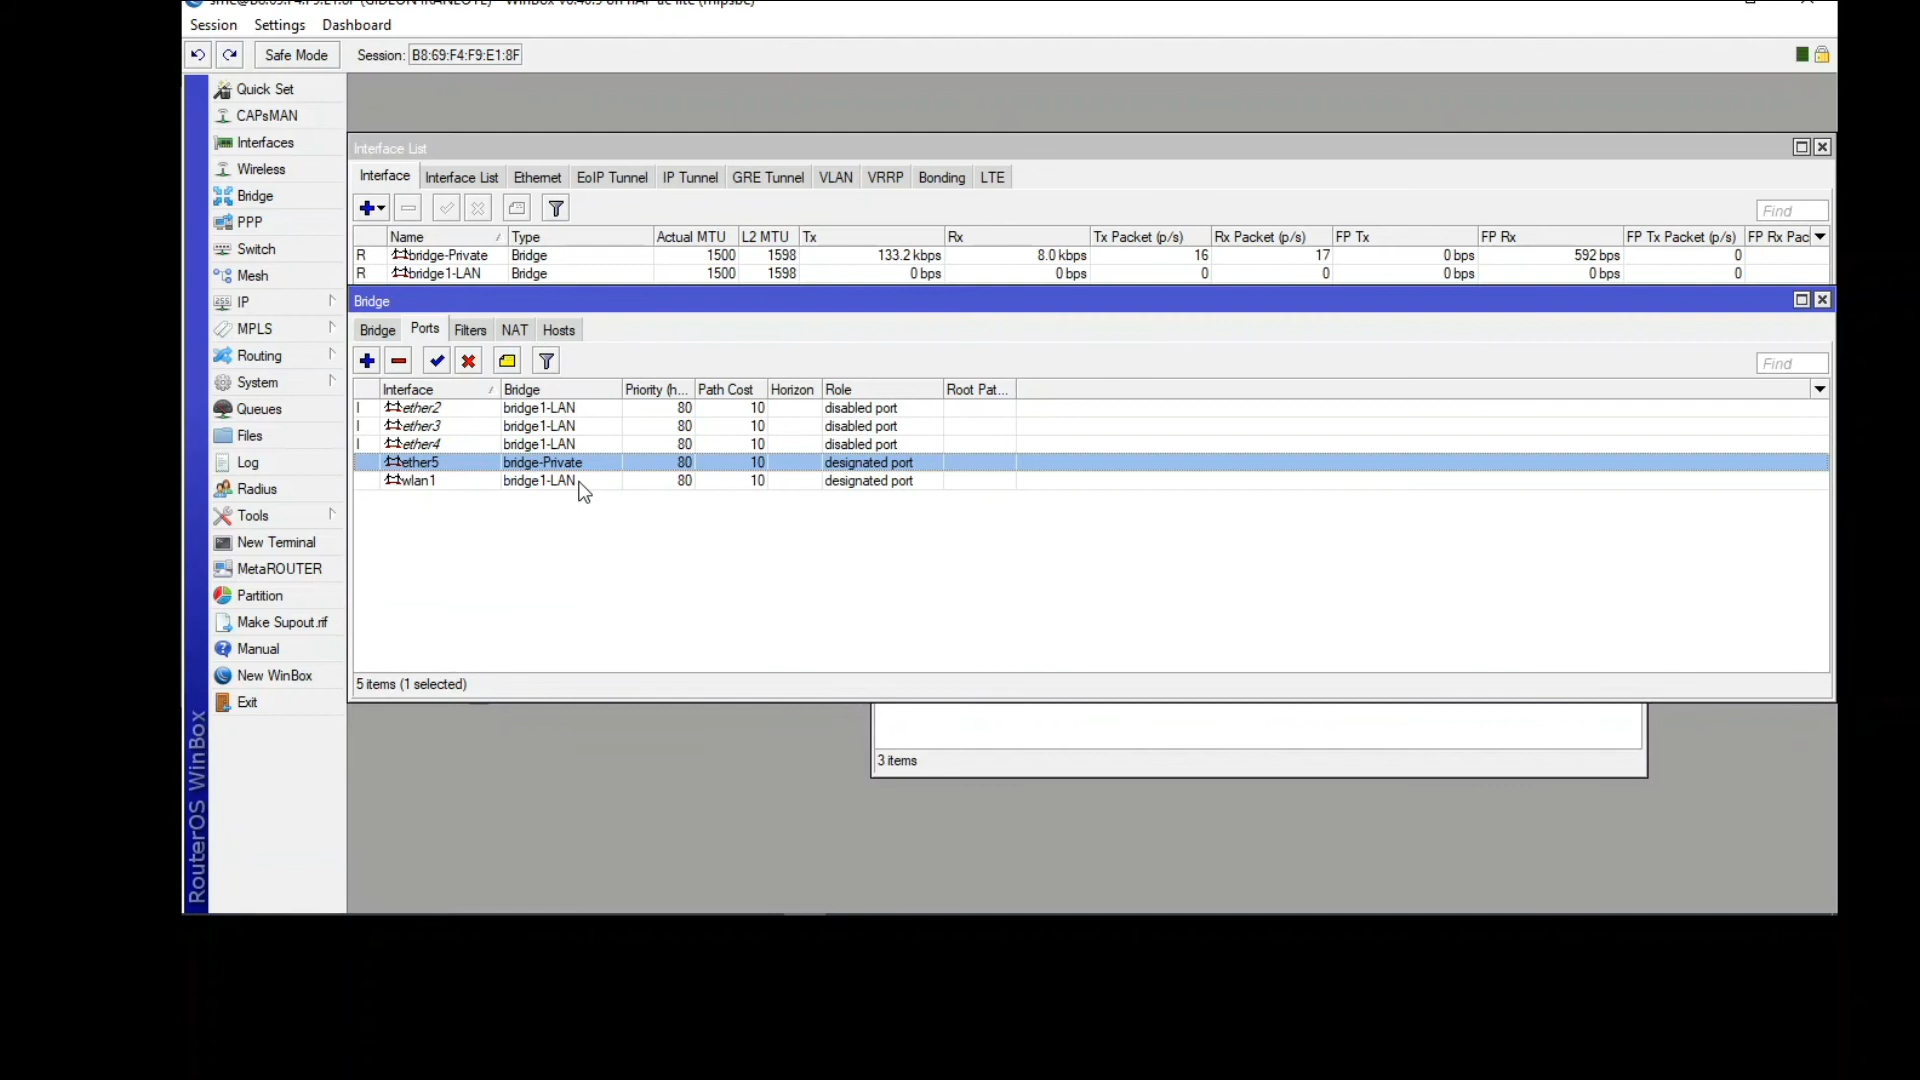 Session Settings Dashboard
Safe Mode Session: B8:69:F4:F9:E1:8F
Quick Set
CAPsMAN
Interfaces
Wireless
Bridge
PPP
Switch
Mesh
IP
MPLS
Routing
System
Queues
Files
Log
Radius
Tools
New Terminal
MetaROUTER
Partition
Make Supout.rif
Manual
New WinBox
Exit
RouterOS WinBox
Interface List
Interface Interface List Ethernet EoIP Tunnel IP Tunnel GRE Tunnel VLAN VRRP Bonding LTE
Find
Name Type Actual MTU L2 MTU Tx Rx Tx Packet (p/s) Rx Packet (p/s) FP Tx FP Rx FP Tx Packet (p/s) FP Rx Pac
R bridge-Private Bridge 1500 1598 133.2 kbps 8.0 kbps 16 17 0 bps 592 bps 0
R bridge1-LAN Bridge 1500 1598 0 bps 0 bps 0 0 0 bps 0 bps 0
Bridge
Bridge Ports Filters NAT Hosts
Find
Interface Bridge Priority (h... Path Cost Horizon Role Root Pat...
I ether2 bridge1-LAN 80 10 disabled port
I ether3 bridge1-LAN 80 10 disabled port
I ether4 bridge1-LAN 80 10 disabled port
ether5 bridge-Private 80 10 designated port
wlan1 bridge1-LAN 80 10 designated port
5 items (1 selected)
3 items